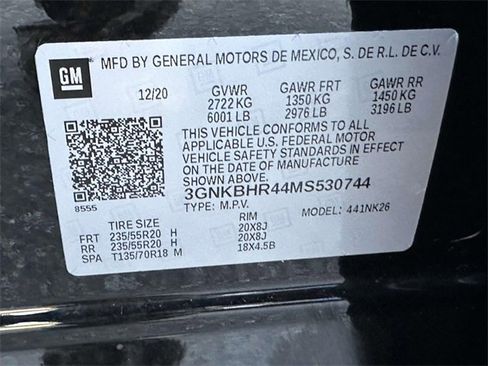 GM MFD BY GENERAL MOTORS DE MEXICO, S. DE R.L. DE C.V.
12/20 GVWR GAWR FRT GAWR RR
2722 KG 1350 KG 1450 KG
6001 LB 2976 LB 3196 LB
THIS VEHICLE CONFORMS TO ALL
APPLICABLE U.S. FEDERAL MOTOR
VEHICLE SAFETY STANDARDS IN EFFECT
ON THE DATE OF MANUFACTURE
8555 3GNKBHR44MS530744
TYPE: M.P.V. MODEL: 441NK26
TIRE SIZE RIM
FRT 235/55R20 H 20X8J
RR 235/55R20 H 20X8J
SPA T135/70R18 M 18X4.5B